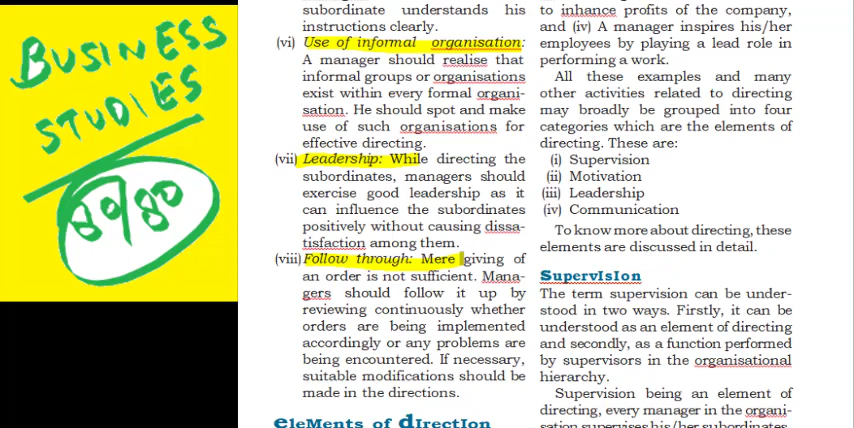 BUSINESS
STUDIES
80/80
subordinate understands his
instructions clearly.
(vi) Use of informal organisation:
A manager should realise that
informal groups or organisations
exist within every formal organi-
sation. He should spot and make
use of such organisations for
effective directing.
(vii) Leadership: While directing the
subordinates, managers should
exercise good leadership as it
can influence the subordinates
positively without causing dissa-
tisfaction among them.
(viii) Follow through: Mere giving of
an order is not sufficient. Mana-
gers should follow it up by
reviewing continuously whether
orders are being implemented
accordingly or any problems are
being encountered. If necessary,
suitable modifications should be
made in the directions.
eleMents of dIrectIon
to inhance profits of the company,
and (iv) A manager inspires his/her
employees by playing a lead role in
performing a work.
All these examples and many
other activities related to directing
may broadly be grouped into four
categories which are the elements of
directing. These are:
(i) Supervision
(ii) Motivation
(iii) Leadership
(iv) Communication
To know more about directing, these
elements are discussed in detail.
SupervIsIon
The term supervision can be under-
stood in two ways. Firstly, it can be
understood as an element of directing
and secondly, as a function performed
by supervisors in the organisational
hierarchy.
Supervision being an element of
directing, every manager in the organi-
sation supervises his/her subordinates.